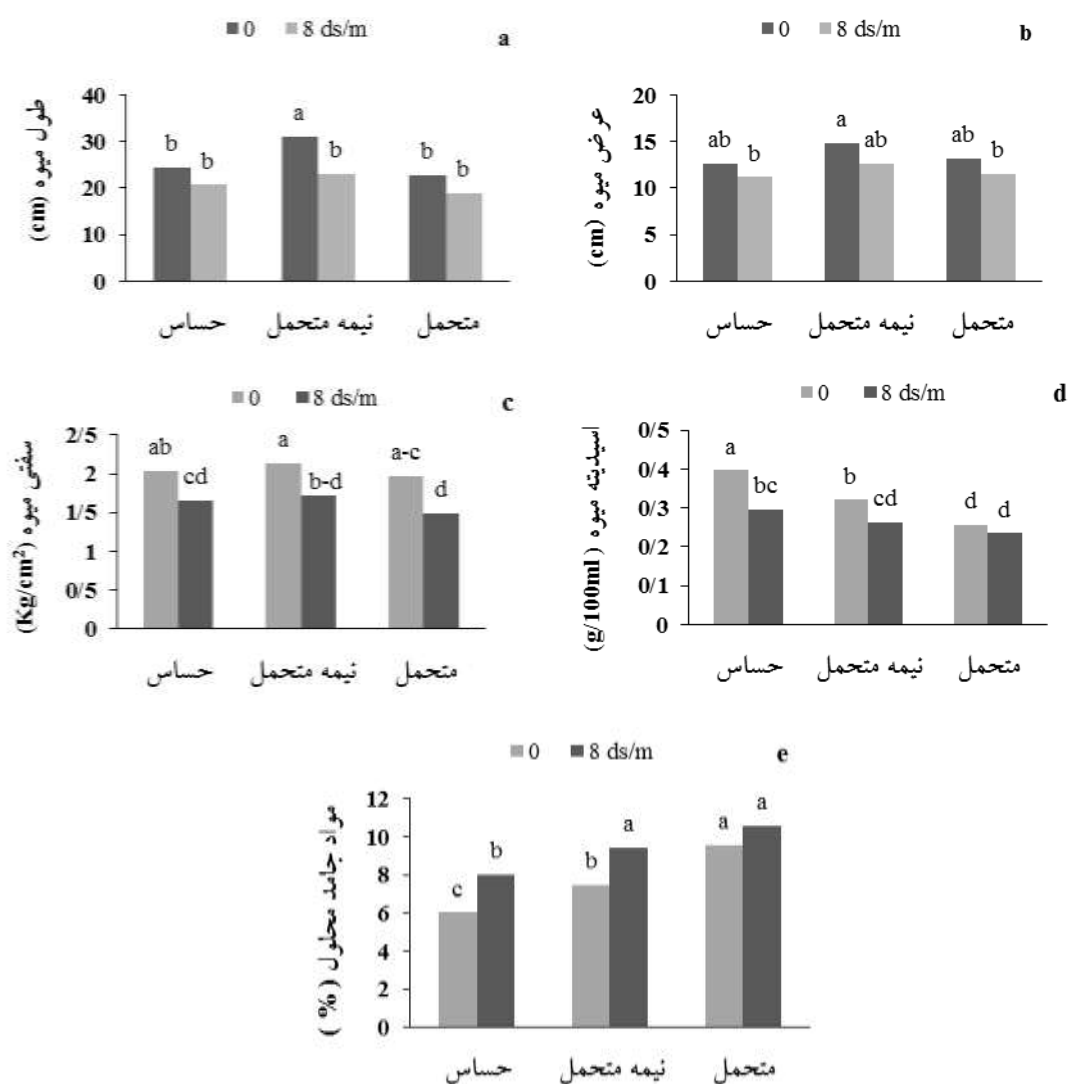 0 8 ds/m
a
طول میوه (cm)
40
30
20
10
0
b b a b b b
حساس نیمه متحمل متحمل
0 8 ds/m
b
عرض میوه (cm)
20
15
10
5
0
ab b a ab ab b
حساس نیمه متحمل متحمل
0 8 ds/m
c
سفتی میوه (Kg/cm²)
2/5
2
1/5
1
0/5
0
ab cd a b-d a-c d
حساس نیمه متحمل متحمل
0 8 ds/m
d
اسیدیته میوه (g/100ml)
0/5
0/4
0/3
0/2
0/1
0
a bc b cd d d
حساس نیمه متحمل متحمل
0 8 ds/m
e
مواد جامد محلول (%)
12
10
8
6
4
2
0
c b b a a a
حساس نیمه متحمل متحمل